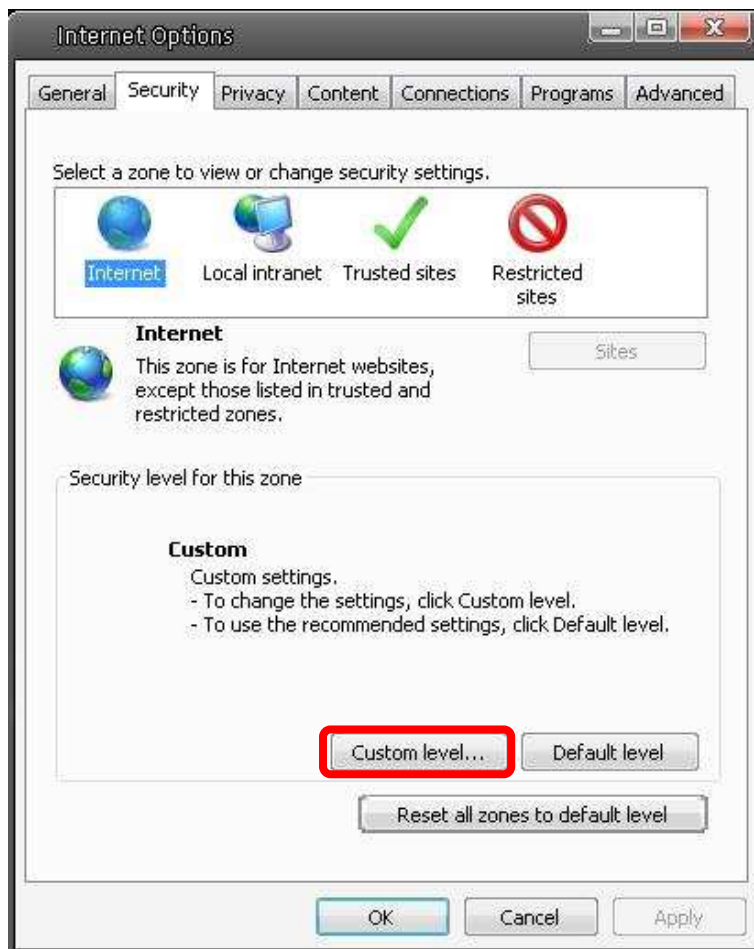 Internet Options
General Security Privacy Content Connections Programs Advanced
Select a zone to view or change security settings.
Internet Local intranet Trusted sites Restricted sites
Internet
This zone is for Internet websites,
except those listed in trusted and
restricted zones.
Sites
Security level for this zone
Custom
Custom settings.
- To change the settings, click Custom level.
- To use the recommended settings, click Default level.
Custom level... Default level
Reset all zones to default level
OK Cancel Apply